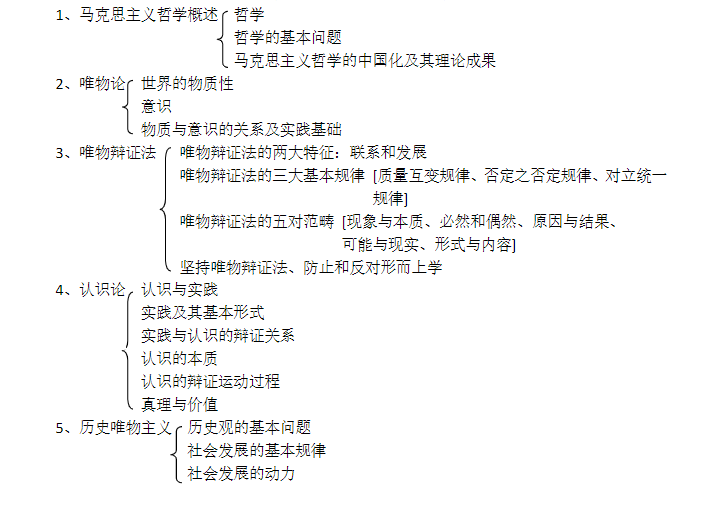 1、马克思主义哲学概述 哲学
哲学的基本问题
马克思主义哲学的中国化及其理论成果
2、唯物论 世界的物质性
意识
物质与意识的关系及实践基础
3、唯物辩证法 唯物辩证法的两大特征：联系和发展
唯物辩证法的三大基本规律 [质量互变规律、否定之否定规律、对立统一
规律]
唯物辩证法的五对范畴 [现象与本质、必然和偶然、原因与结果、
可能与现实、形式与内容]
坚持唯物辩证法、防止和反对形而上学
4、认识论 认识与实践
实践及其基本形式
实践与认识的辩证关系
认识的本质
认识的辩证运动过程
真理与价值
5、历史唯物主义 历史观的基本问题
社会发展的基本规律
社会发展的动力